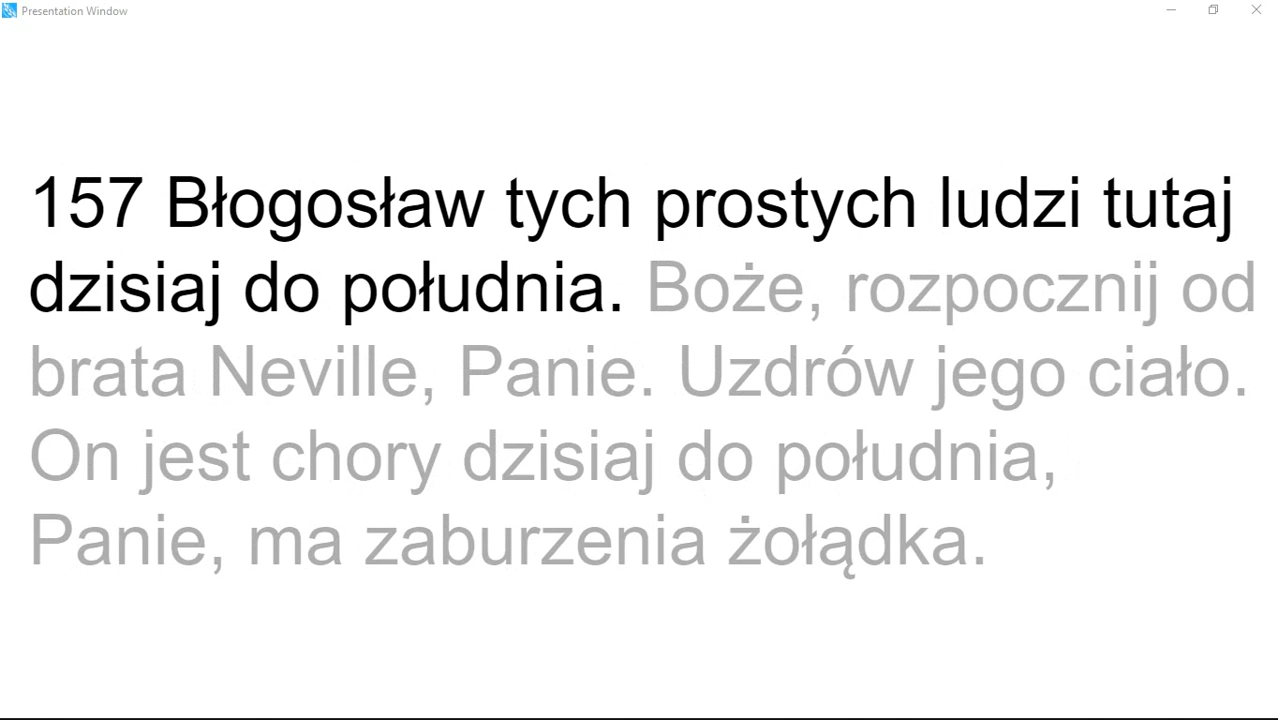 Presentation Window
157 Błogosław tych prostych ludzi tutaj
dzisiaj do południa. Boże, rozpocznij od
brata Neville, Panie. Uzdrów jego ciało.
On jest chory dzisiaj do południa,
Panie, ma zaburzenia żołądka.